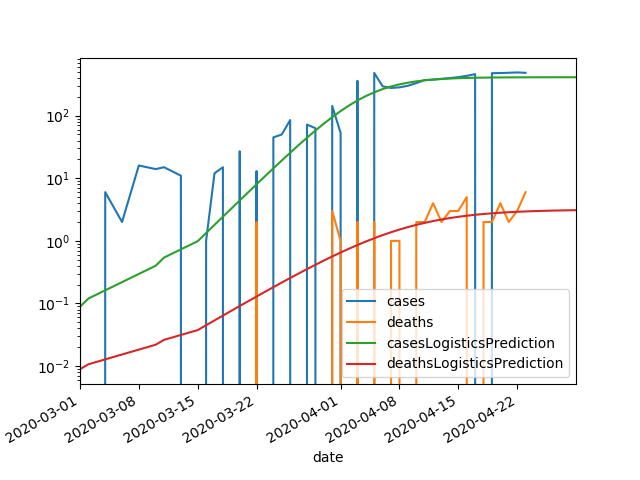 10²
10¹
10⁰
10⁻¹
10⁻²
2020-03-01
2020-03-08
2020-03-15
2020-03-22
2020-04-01
2020-04-08
2020-04-15
2020-04-22
date
cases
deaths
casesLogisticsPrediction
deathsLogisticsPrediction